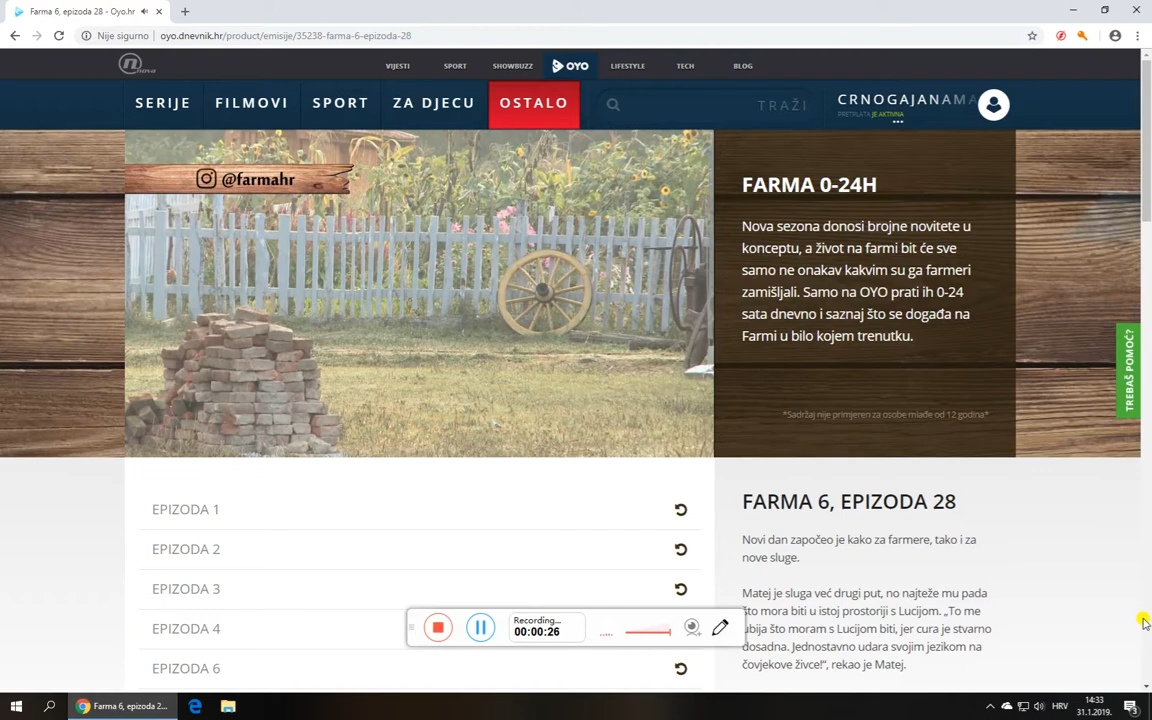 Farma 6, epizoda 28 - Oyo.hr
Nije sigurno
oyo.dnevnik.hr/product/emisije/35238-farma-6-epizoda-28
nova
VIJESTI
SPORT
SHOWBUZZ
OYO
LIFESTYLE
TECH
BLOG
SERIJE
FILMOVI
SPORT
ZA DJECU
OSTALO
TRAŽI
CRNOGAJANAMA
PRETPLATA JE AKTIVNA
@farmahr
FARMA 0-24H
Nova sezona donosi brojne novitete u
konceptu, a život na farmi bit će sve
samo ne onakav kakvim su ga farmeri
zamišljali. Samo na OYO prati ih 0-24
sata dnevno i saznaj što se događa na
Farmi u bilo kojem trenutku.
*Sadržaj nije primjeren za osobe mlađe od 12 godina*
TREBAŠ POMOĆ?
EPIZODA 1
EPIZODA 2
EPIZODA 3
EPIZODA 4
EPIZODA 6
FARMA 6, EPIZODA 28
Novi dan započeo je kako za farmere, tako i za
nove sluge.
Matej je sluga već drugi put, no najteže mu pada
što mora biti u istoj prostoriji s Lucijom. „To me
ubija što moram s Lucijom biti, jer cura je stvarno
dosadna. Jednostavno udara svojim jezikom na
čovjekove živce!“, rekao je Matej.
Recording...
00:00:26
Farma 6, epizoda 2...
HRV
14:33
31.1.2019.
3